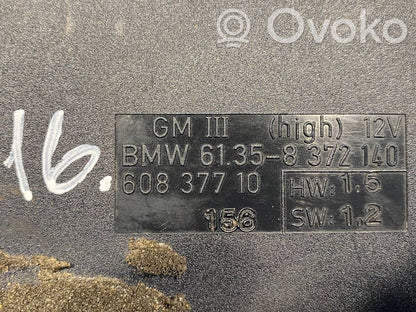 Ovoko
16.
GM III (high) 12V
BMW 61.35-8 372 140
608 377 10 HW: 1.5
156 SW: 1.2